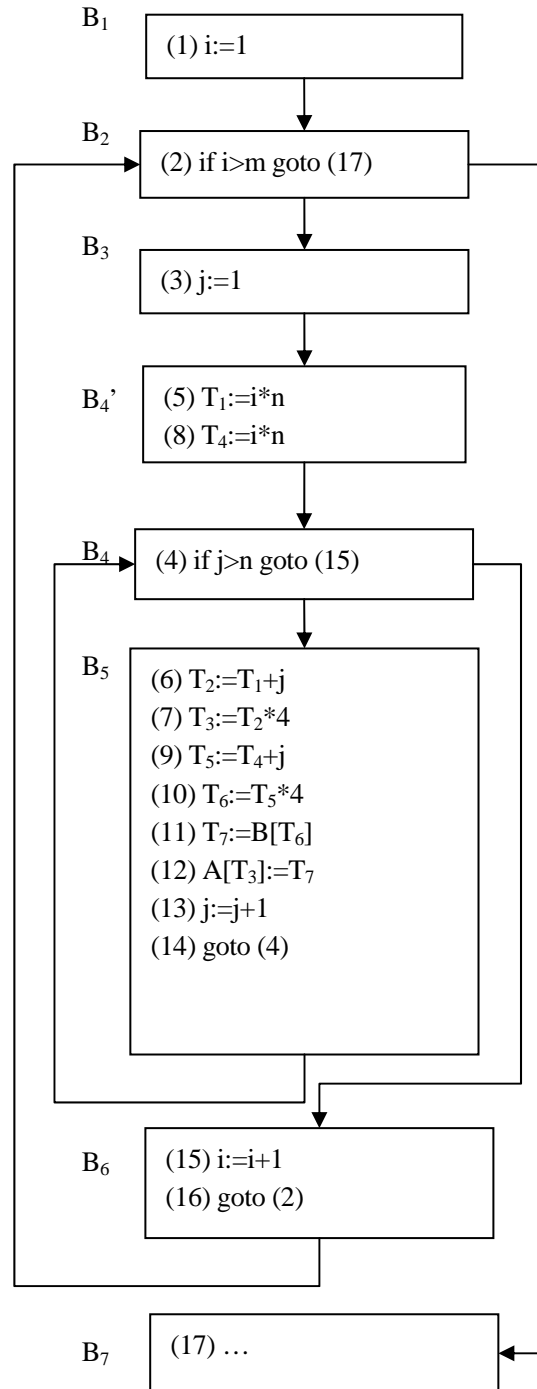 B₁
(1) i:=1
B₂
(2) if i>m goto (17)
B₃
(3) j:=1
B₄’
(5) T₁:=i*n
(8) T₄:=i*n
B₄
(4) if j>n goto (15)
B₅
(6) T₂:=T₁+j
(7) T₃:=T₂*4
(9) T₅:=T₄+j
(10) T₆:=T₅*4
(11) T₇:=B[T₆]
(12) A[T₃]:=T₇
(13) j:=j+1
(14) goto (4)
B₆
(15) i:=i+1
(16) goto (2)
B₇
(17) …